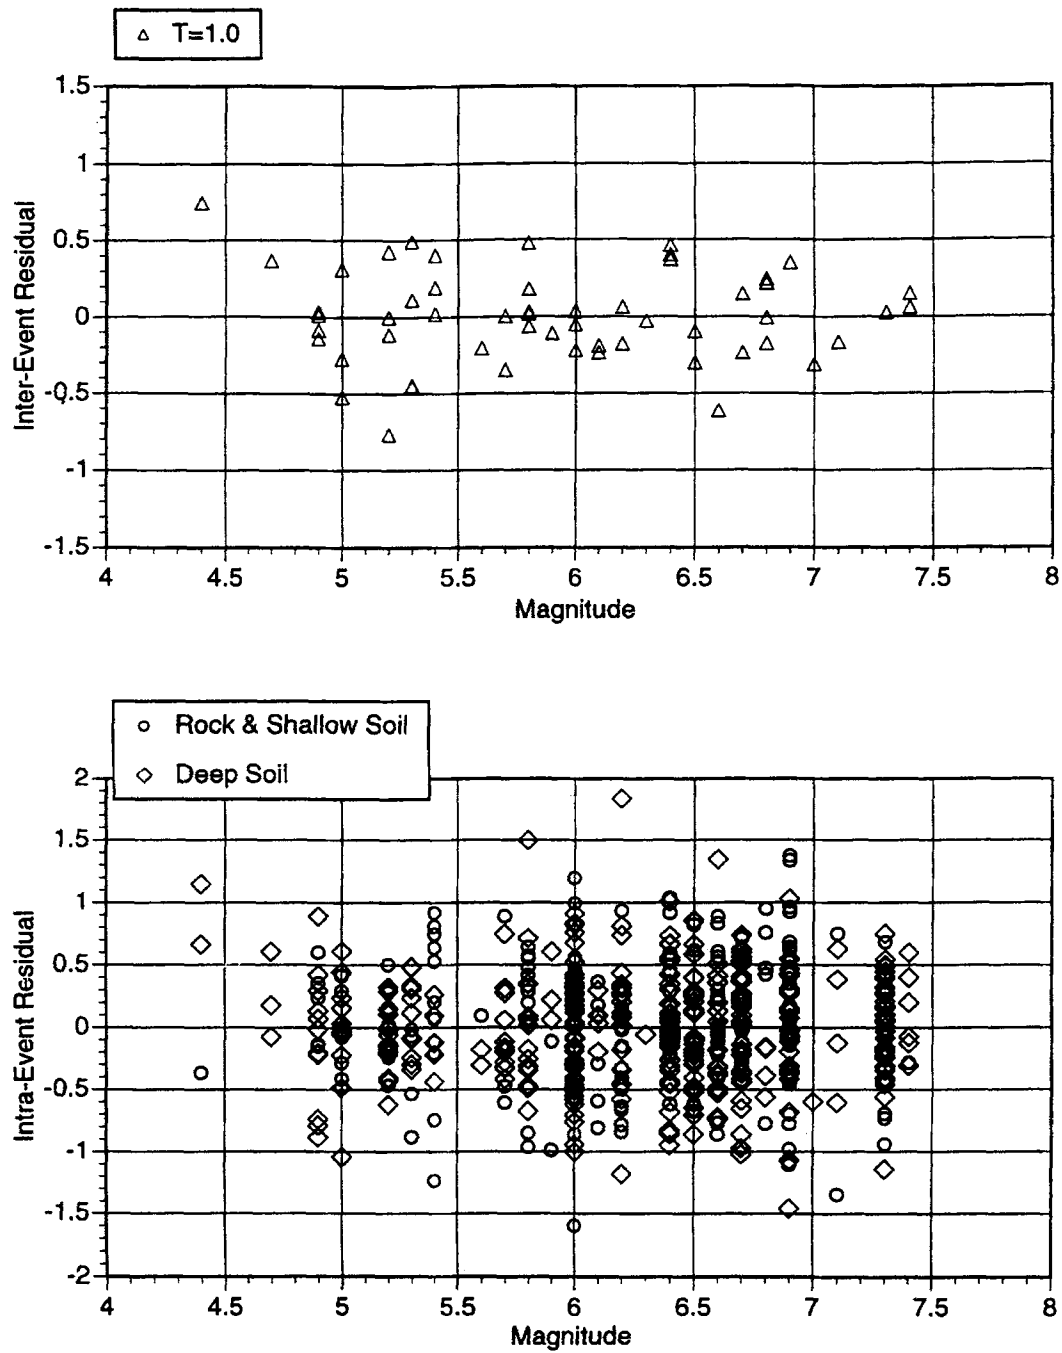 △ T=1.0
1.5
1
0.5
0
-0.5
-1
-1.5
Inter-Event Residual
4 4.5 5 5.5 6 6.5 7 7.5 8
Magnitude
○ Rock & Shallow Soil
◇ Deep Soil
2
1.5
1
0.5
0
-0.5
-1
-1.5
-2
Intra-Event Residual
4 4.5 5 5.5 6 6.5 7 7.5 8
Magnitude